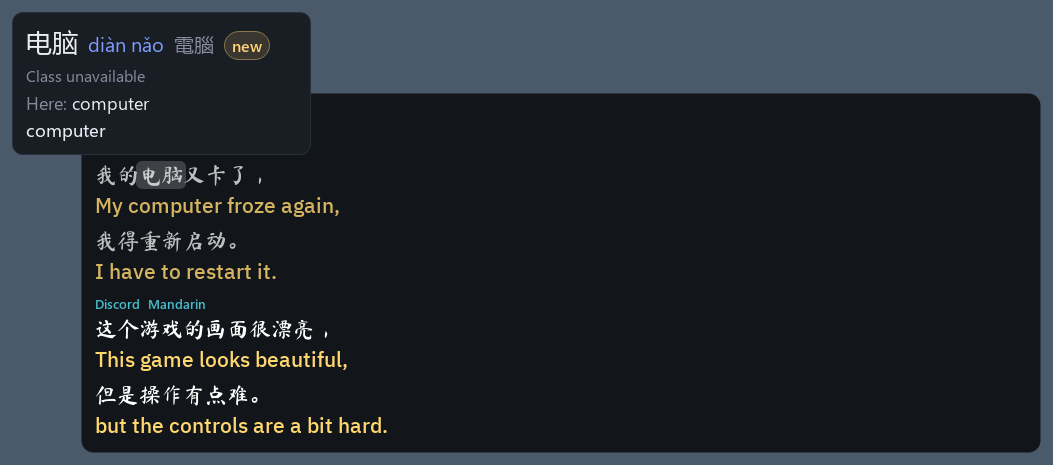 电脑 diàn nǎo 電腦 new
Class unavailable
Here: computer
computer
我的电脑又卡了，
My computer froze again,
我得重新启动。
I have to restart it.
Discord Mandarin
这个游戏的画面很漂亮，
This game looks beautiful,
但是操作有点难。
but the controls are a bit hard.